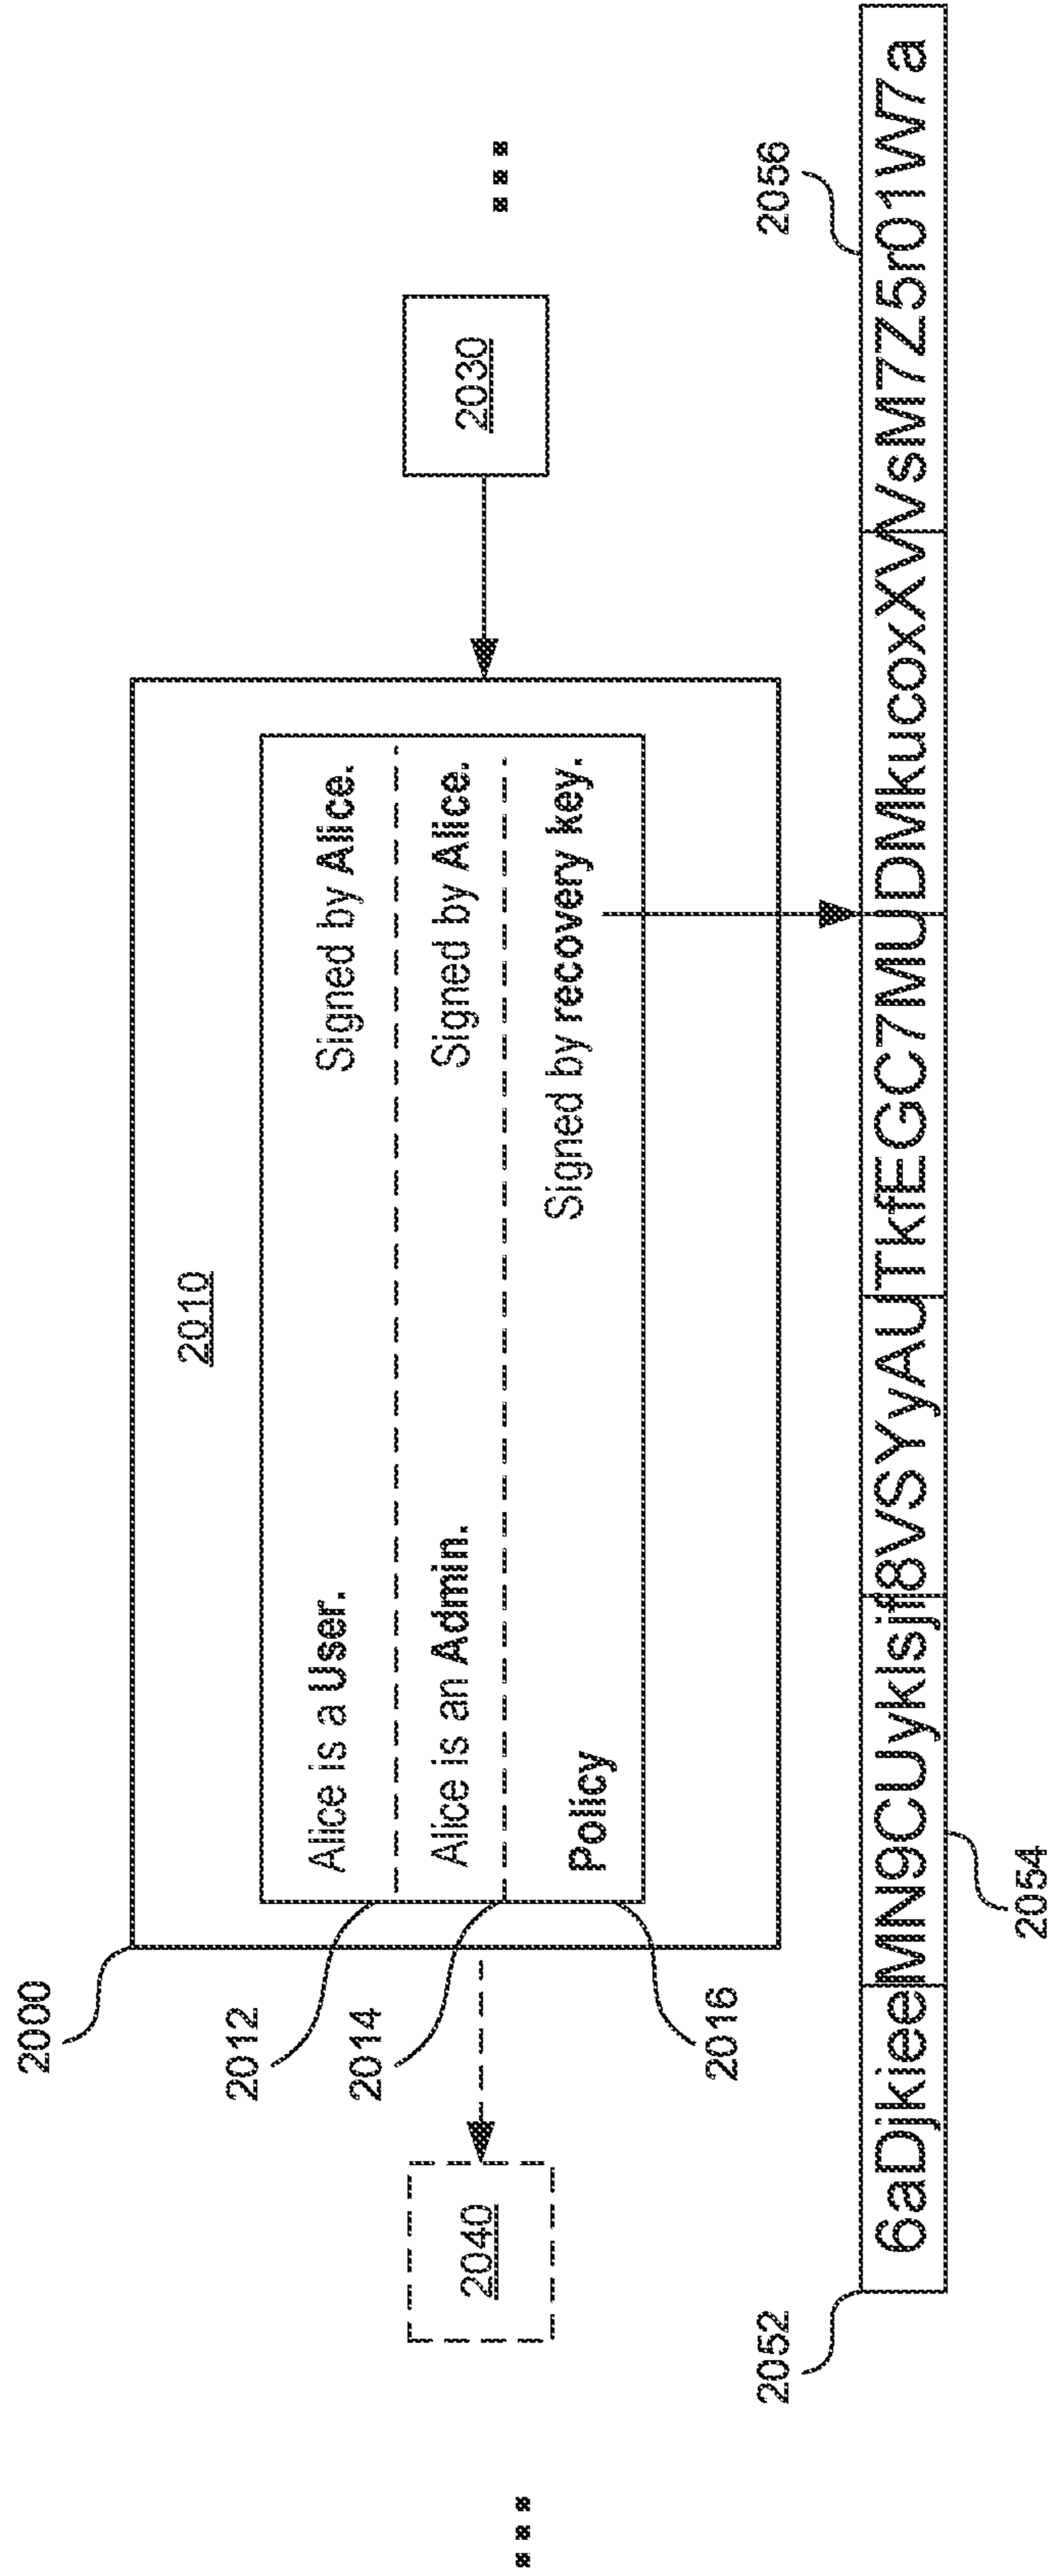 2000
2010
2012
Alice is a User. Signed by Alice.
2014
Alice is an Admin. Signed by Alice.
2040
2030
Policy Signed by recovery key.
2016
2052
2056
6aDjkieeMN9CUykisjf8VSYyAUTkfEGC7MUDMkucoxXWsM7Z5r01W7a
2054